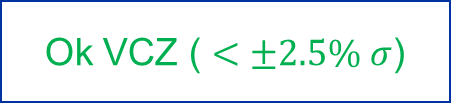 Ok VCZ ( < ±2.5% σ)